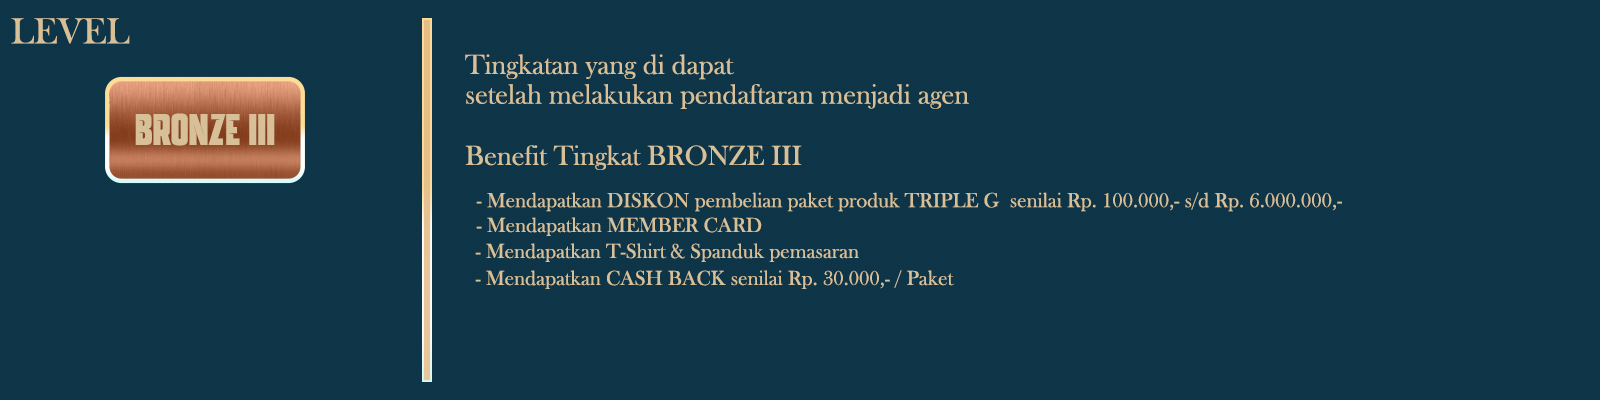 LEVEL
BRONZE III
Tingkatan yang di dapat
setelah melakukan pendaftaran menjadi agen
Benefit Tingkat BRONZE III
- Mendapatkan DISKON pembelian paket produk TRIPLE G senilai Rp. 100.000,- s/d Rp. 6.000.000,-
- Mendapatkan MEMBER CARD
- Mendapatkan T-Shirt & Spanduk pemasaran
- Mendapatkan CASH BACK senilai Rp. 30.000,- / Paket